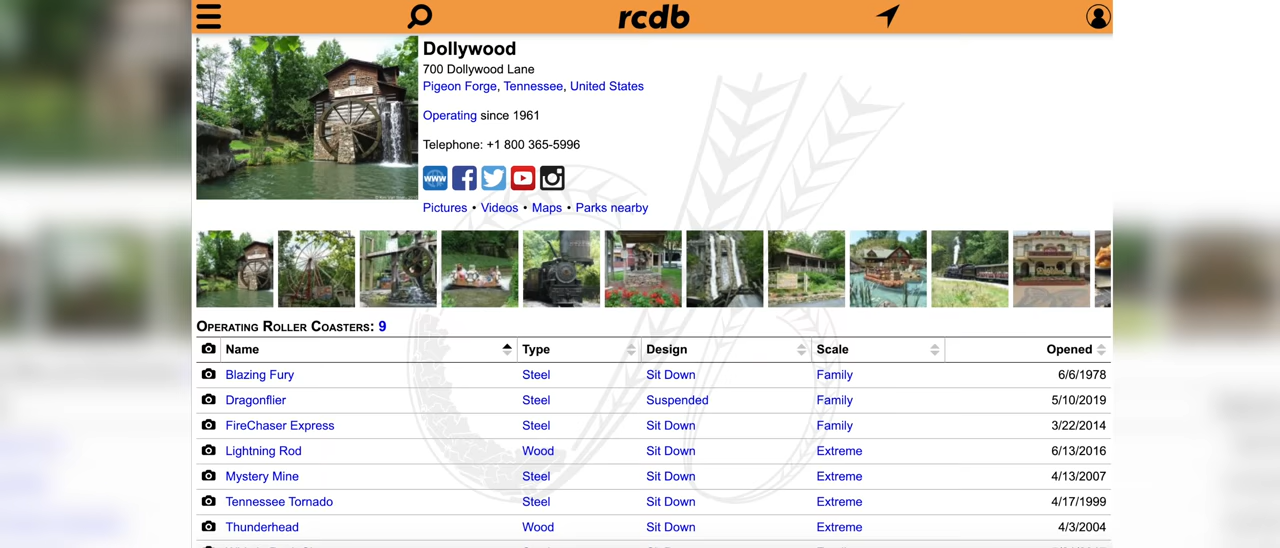 rcdb
Dollywood
700 Dollywood Lane
Pigeon Forge, Tennessee, United States
Operating since 1961
Telephone: +1 800 365-5996
www
Pictures • Videos • Maps • Parks nearby
Operating Roller Coasters: 9
Name Type Design Scale Opened
Blazing Fury Steel Sit Down Family 6/6/1978
Dragonflier Steel Suspended Family 5/10/2019
FireChaser Express Steel Sit Down Family 3/22/2014
Lightning Rod Wood Sit Down Extreme 6/13/2016
Mystery Mine Steel Sit Down Extreme 4/13/2007
Tennessee Tornado Steel Sit Down Extreme 4/17/1999
Thunderhead Wood Sit Down Extreme 4/3/2004